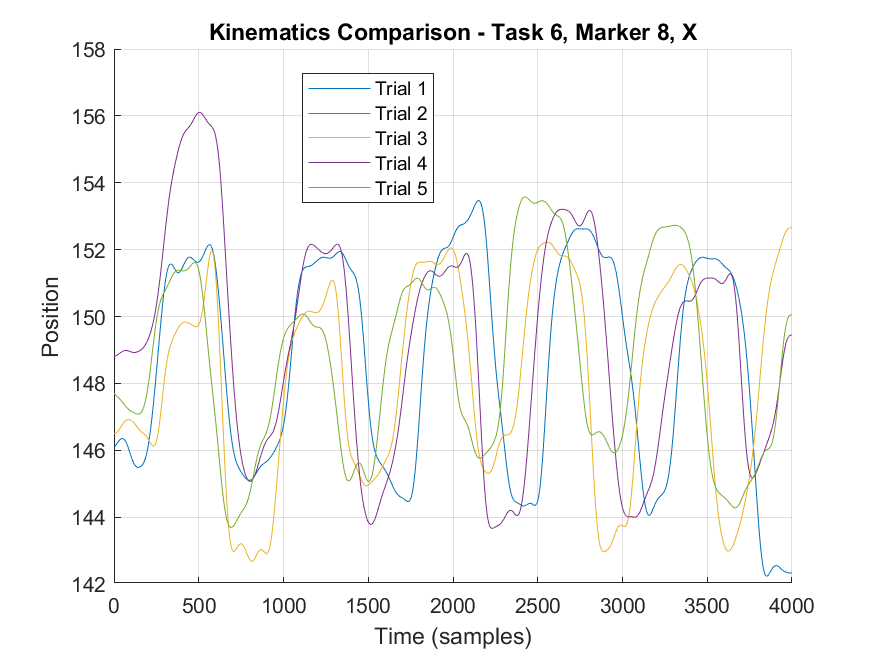 Kinematics Comparison - Task 6, Marker 8, X
158
156
154
152
150
148
146
144
142
Position
Trial 1
Trial 2
Trial 3
Trial 4
Trial 5
0 500 1000 1500 2000 2500 3000 3500 4000
Time (samples)